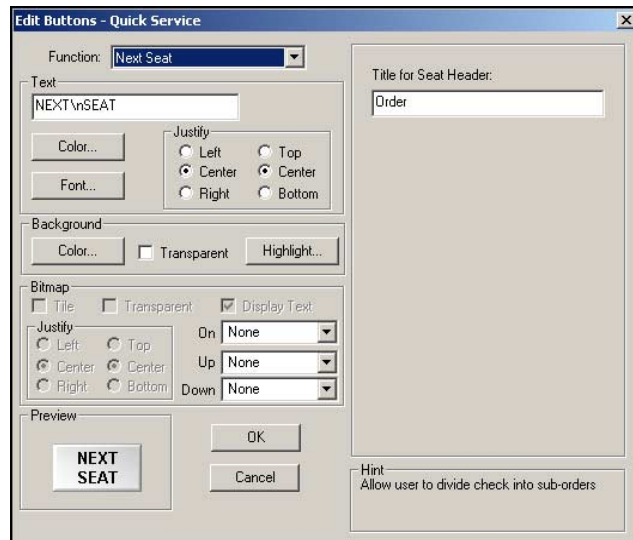 Edit Buttons - Quick Service
Function: Next Seat
Text
NEXT\nSEAT
Color...
Font...
Justify
Left Top
Center Center
Right Bottom
Background
Color... Transparent Highlight...
Bitmap
Tile Transparent Display Text
Justify
Left Top
Center Center
Right Bottom
On None
Up None
Down None
Preview
NEXT
SEAT
OK
Cancel
Title for Seat Header:
Order
Hint
Allow user to divide check into sub-orders